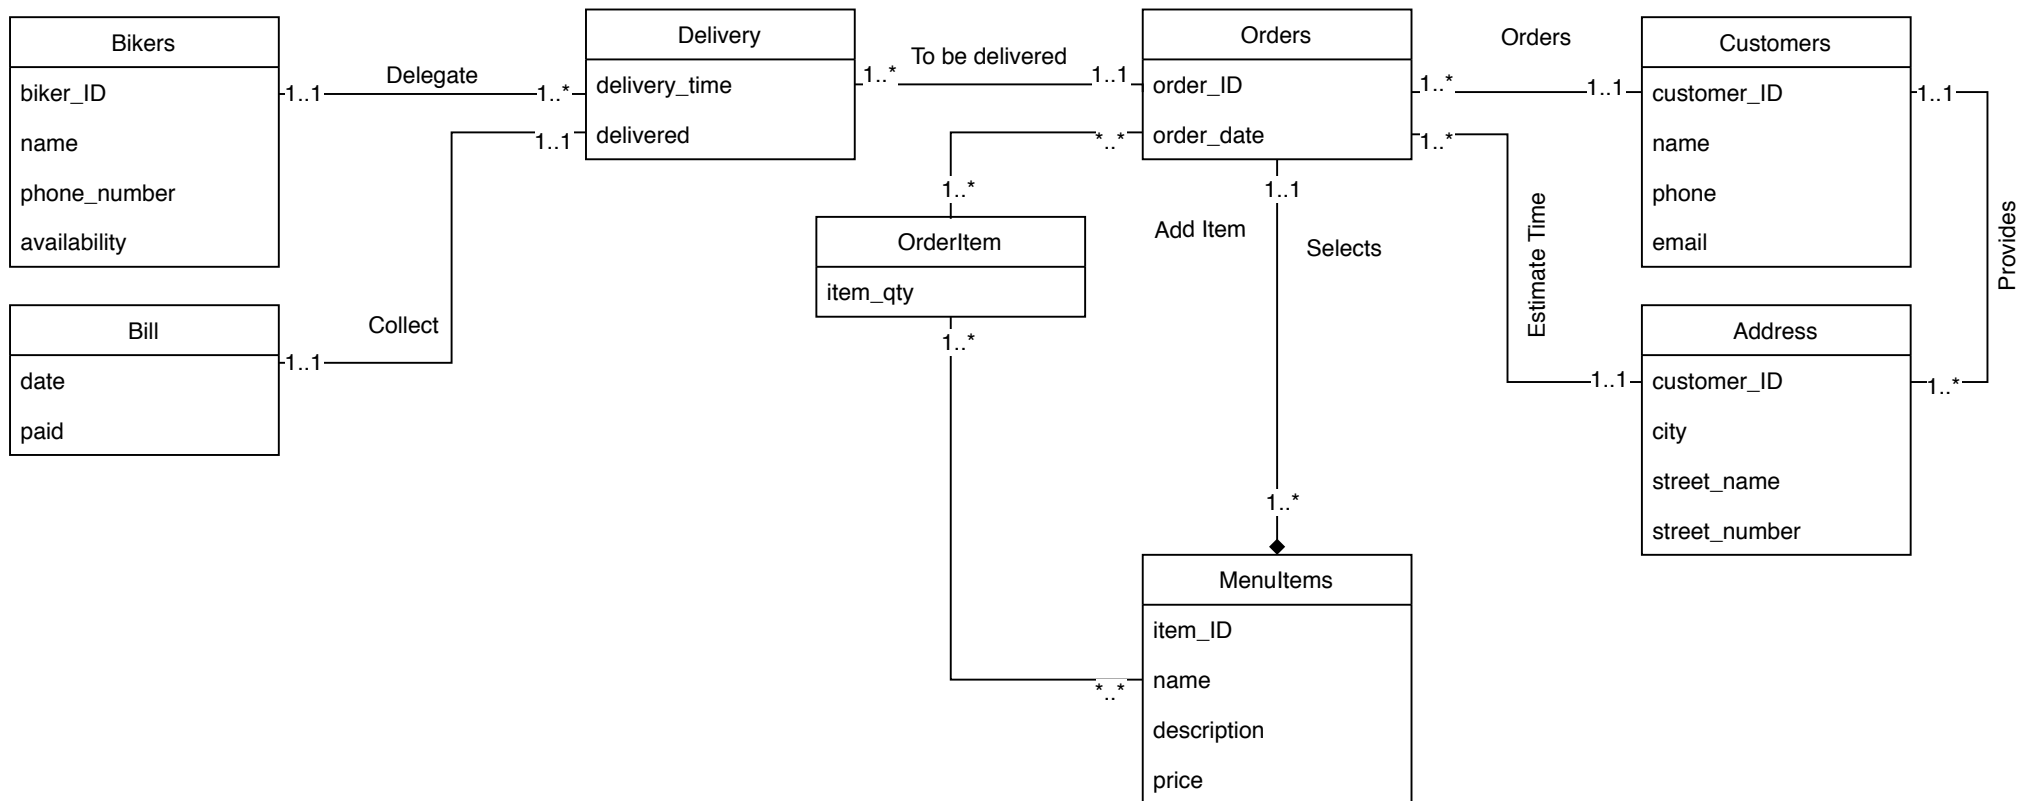 Bikers
biker_ID
name
phone_number
availability
1..1
Delegate
1..*
Delivery
delivery_time
delivered
1..1
Collect
Bill
date
paid
1..1
1..*
To be delivered
1..1
Orders
order_ID
order_date
*..*
1..*
OrderItem
item_qty
1..*
*..*
1..1
Add Item
Selects
1..*
MenuItems
item_ID
name
description
price
1..*
Orders
1..1
Customers
customer_ID
name
phone
email
1..1
Provides
1..*
Estimate Time
1..1
Address
customer_ID
city
street_name
street_number
1..*